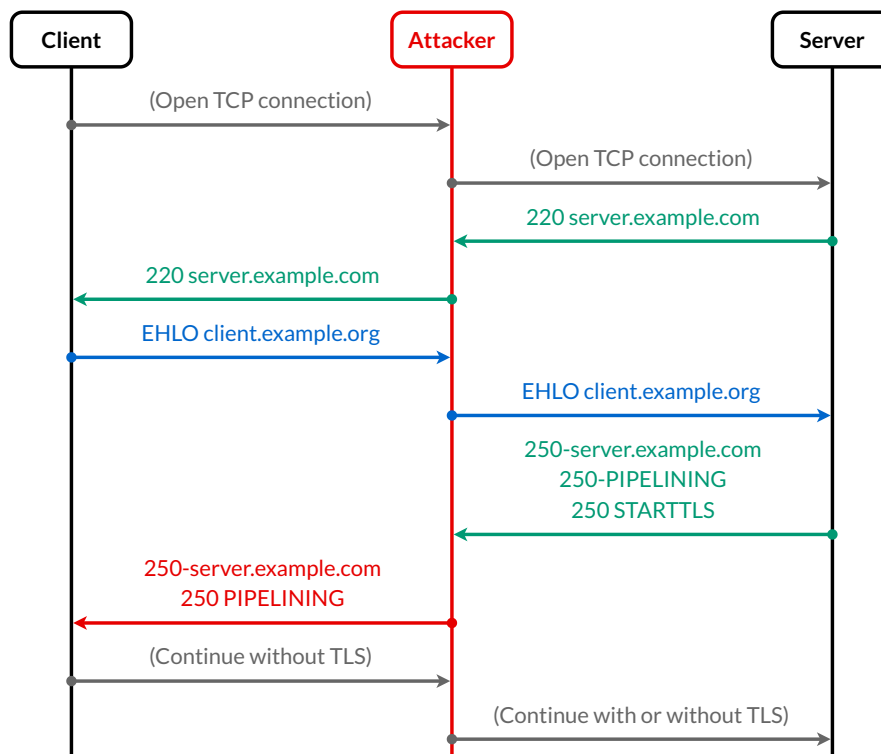 Client
Attacker
Server
(Open TCP connection)
(Open TCP connection)
220 server.example.com
220 server.example.com
EHLO client.example.org
EHLO client.example.org
250-server.example.com
250-PIPELINING
250 STARTTLS
250-server.example.com
250 PIPELINING
(Continue without TLS)
(Continue with or without TLS)